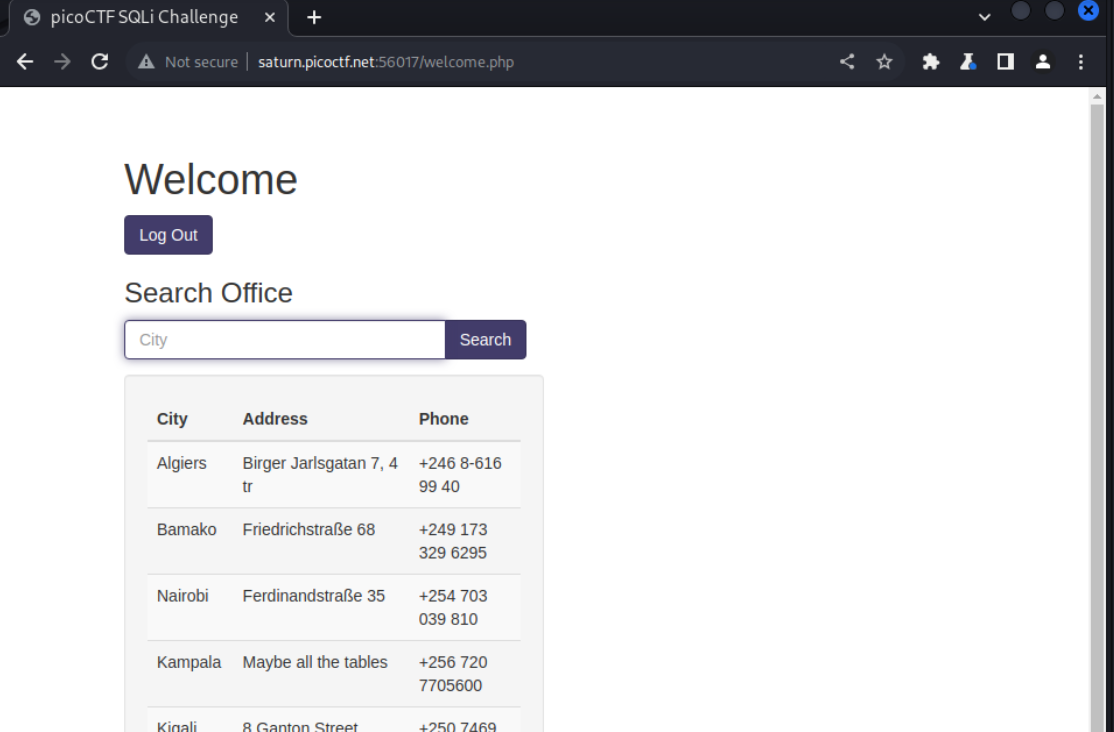 picoCTF SQLi Challenge
Not secure saturn.picoctf.net:56017/welcome.php
Welcome
Log Out
Search Office
City Search
City Address Phone
Algiers Birger Jarlsgatan 7, 4 +246 8-616
tr 99 40
Bamako Friedrichstraße 68 +249 173
329 6295
Nairobi Ferdinandstraße 35 +254 703
039 810
Kampala Maybe all the tables +256 720
7705600
Kigali 8 Ganton Street +250 7469